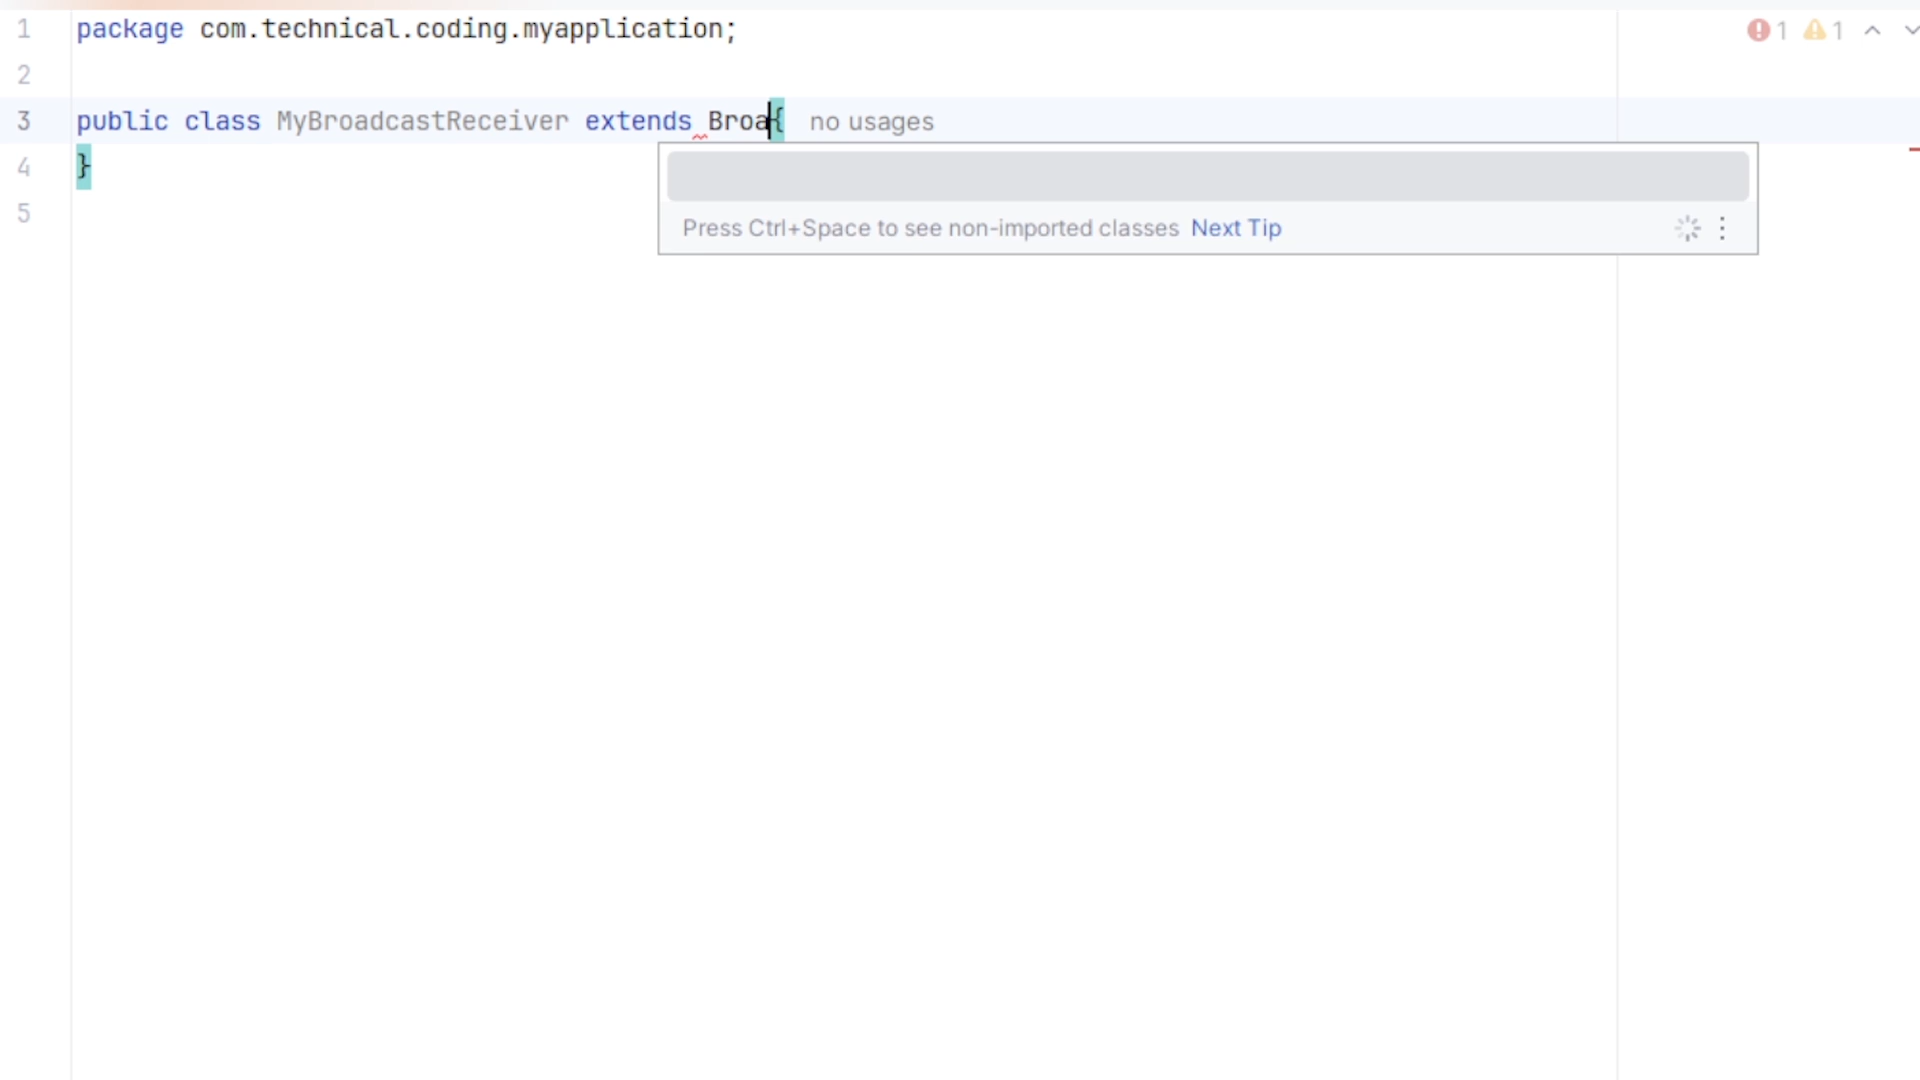 1 package com.technical.coding.myapplication;
1 1
2
3 public class MyBroadcastReceiver extends Broa{ no usages
4 }
Press Ctrl+Space to see non-imported classes Next Tip
5